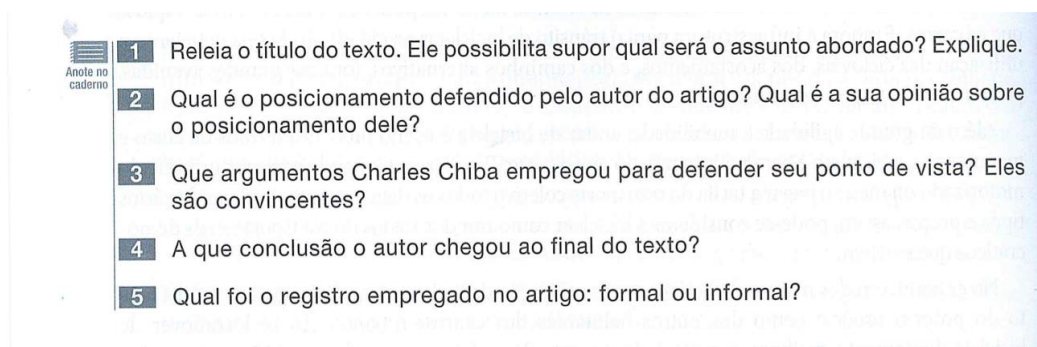 1 Releia o título do texto. Ele possibilita supor qual será o assunto abordado? Explique.
Anote no
caderno
2 Qual é o posicionamento defendido pelo autor do artigo? Qual é a sua opinião sobre
o posicionamento dele?
3 Que argumentos Charles Chiba empregou para defender seu ponto de vista? Eles
são convincentes?
4 A que conclusão o autor chegou ao final do texto?
5 Qual foi o registro empregado no artigo: formal ou informal?